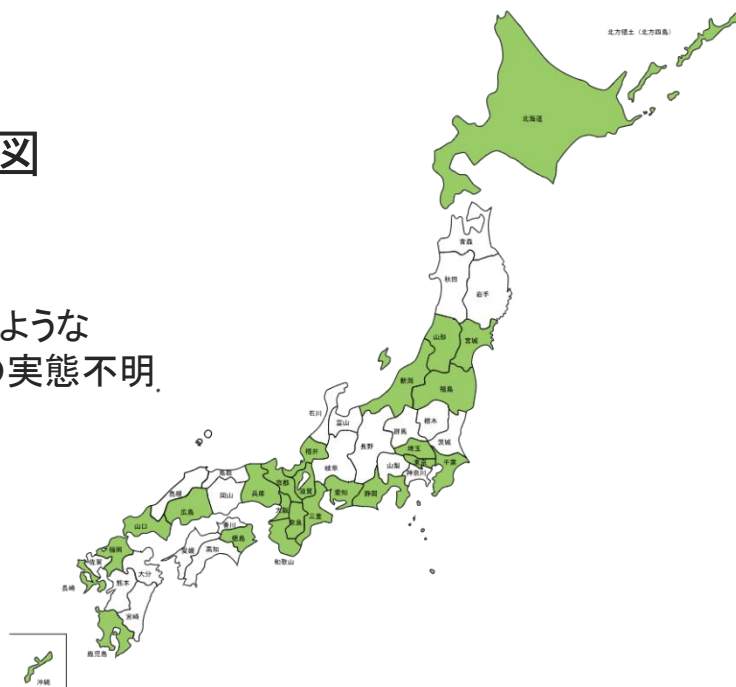 北方領土（北方四島）
北海道
図
青森
秋田
岩手
ような
の実態不明
山形
宮城
新潟
福島
石川
富山
栃木
群馬
茨城
長野
福井
埼玉
岐阜
山梨
東京
千葉
神奈川
鳥取
島根
岡山
兵庫
京都
滋賀
愛知
静岡
広島
大阪
奈良
三重
山口
香川
徳島
愛媛
高知
和歌山
福岡
佐賀
大分
長崎
熊本
宮崎
鹿児島
沖縄